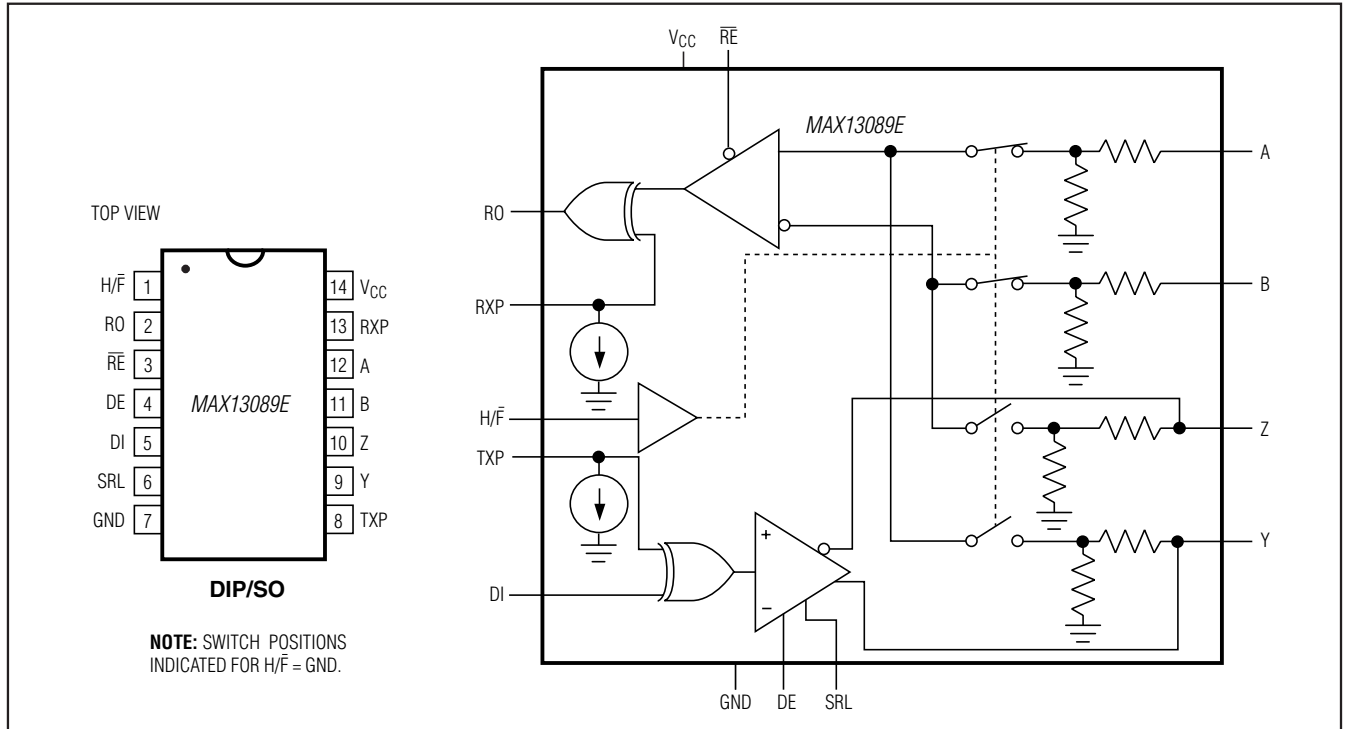 TOP VIEW
H/F̅ 1
RO 2
R̅E̅ 3
DE 4
DI 5
SRL 6
GND 7
MAX13089E
14 VCC
13 RXP
12 A
11 B
10 Z
9 Y
8 TXP
DIP/SO
NOTE: SWITCH POSITIONS
INDICATED FOR H/F̅ = GND.
VCC R̅E̅
MAX13089E
A
RO
B
RXP
H/F̅
Z
TXP
+
Y
−
DI
GND DE SRL